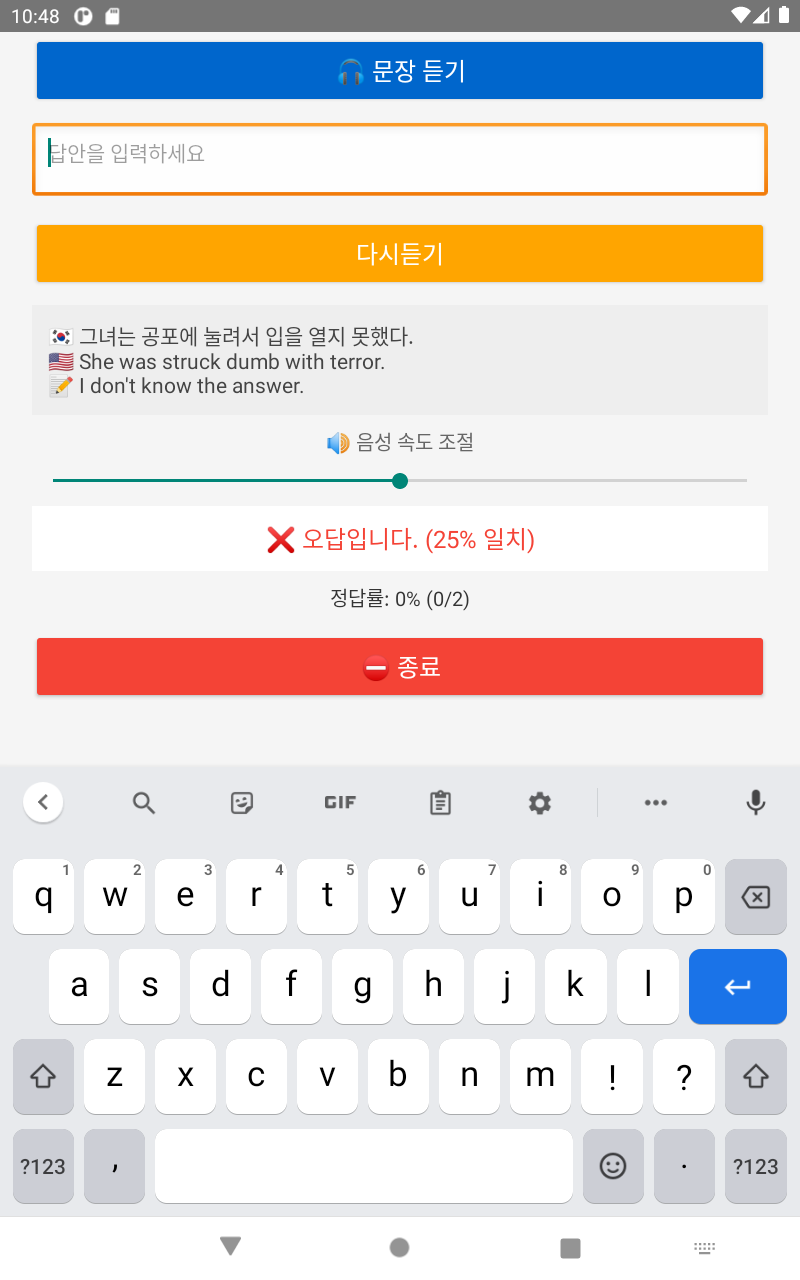 10:48
🎧 문장 듣기
답안을 입력하세요
다시듣기
🇰🇷 그녀는 공포에 눌려서 입을 열지 못했다.
🇺🇸 She was struck dumb with terror.
📝 I don't know the answer.
🔊 음성 속도 조절
❌ 오답입니다. (25% 일치)
정답률: 0% (0/2)
⛔ 종료
GIF
q 1 w 2 e 3 r 4 t 5 y 6 u 7 i 8 o 9 p 0
a s d f g h j k l
z x c v b n m ! ?
?123 , . ?123